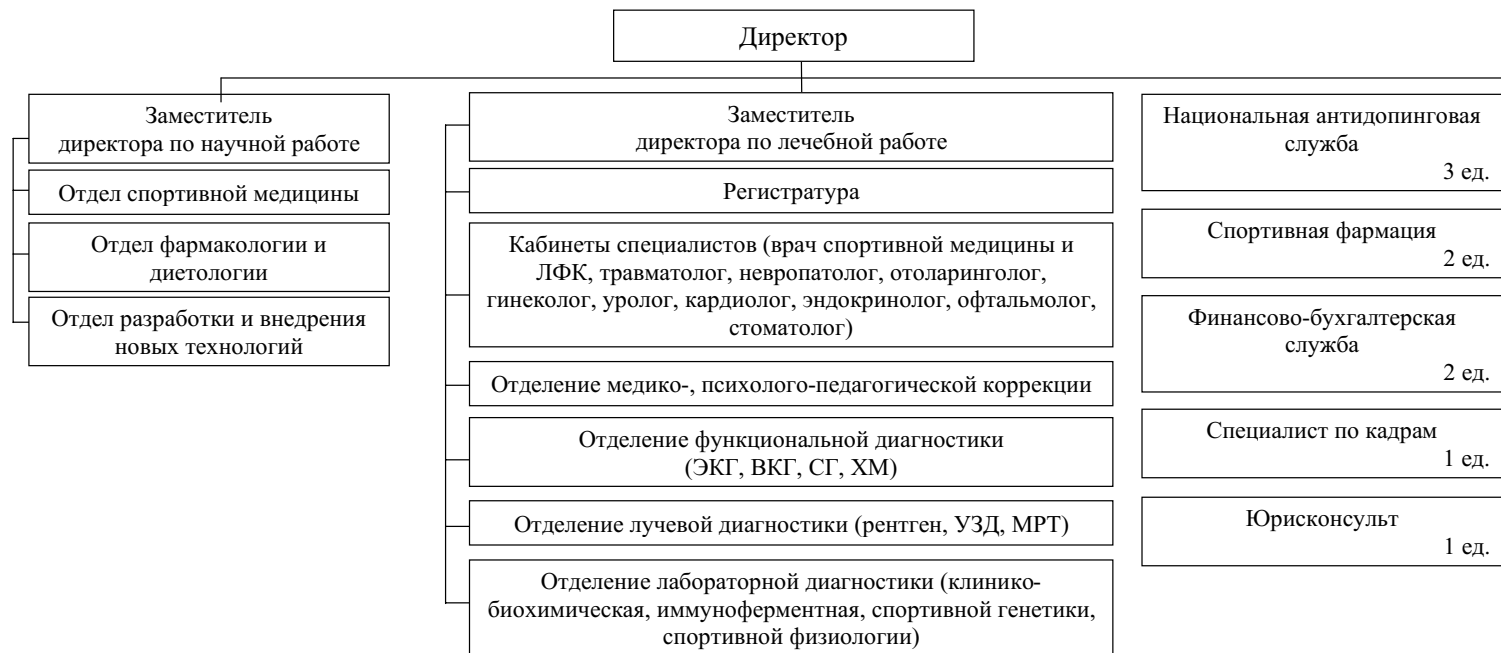 Директор
Заместитель
директора по научной работе
Отдел спортивной медицины
Отдел фармакологии и
диетологии
Отдел разработки и внедрения
новых технологий
Заместитель
директора по лечебной работе
Регистратура
Кабинеты специалистов (врач спортивной медицины и
ЛФК, травматолог, невропатолог, отоларинголог,
гинеколог, уролог, кардиолог, эндокринолог, офтальмолог,
стоматолог)
Отделение медико-, психолого-педагогической коррекции
Отделение функциональной диагностики
(ЭКГ, ВКГ, СГ, ХМ)
Отделение лучевой диагностики (рентген, УЗД, МРТ)
Отделение лабораторной диагностики (клинико-
биохимическая, иммуноферментная, спортивной генетики,
спортивной физиологии)
Национальная антидопинговая
служба
3 ед.
Спортивная фармация
2 ед.
Финансово-бухгалтерская
служба
2 ед.
Специалист по кадрам
1 ед.
Юрисконсульт
1 ед.